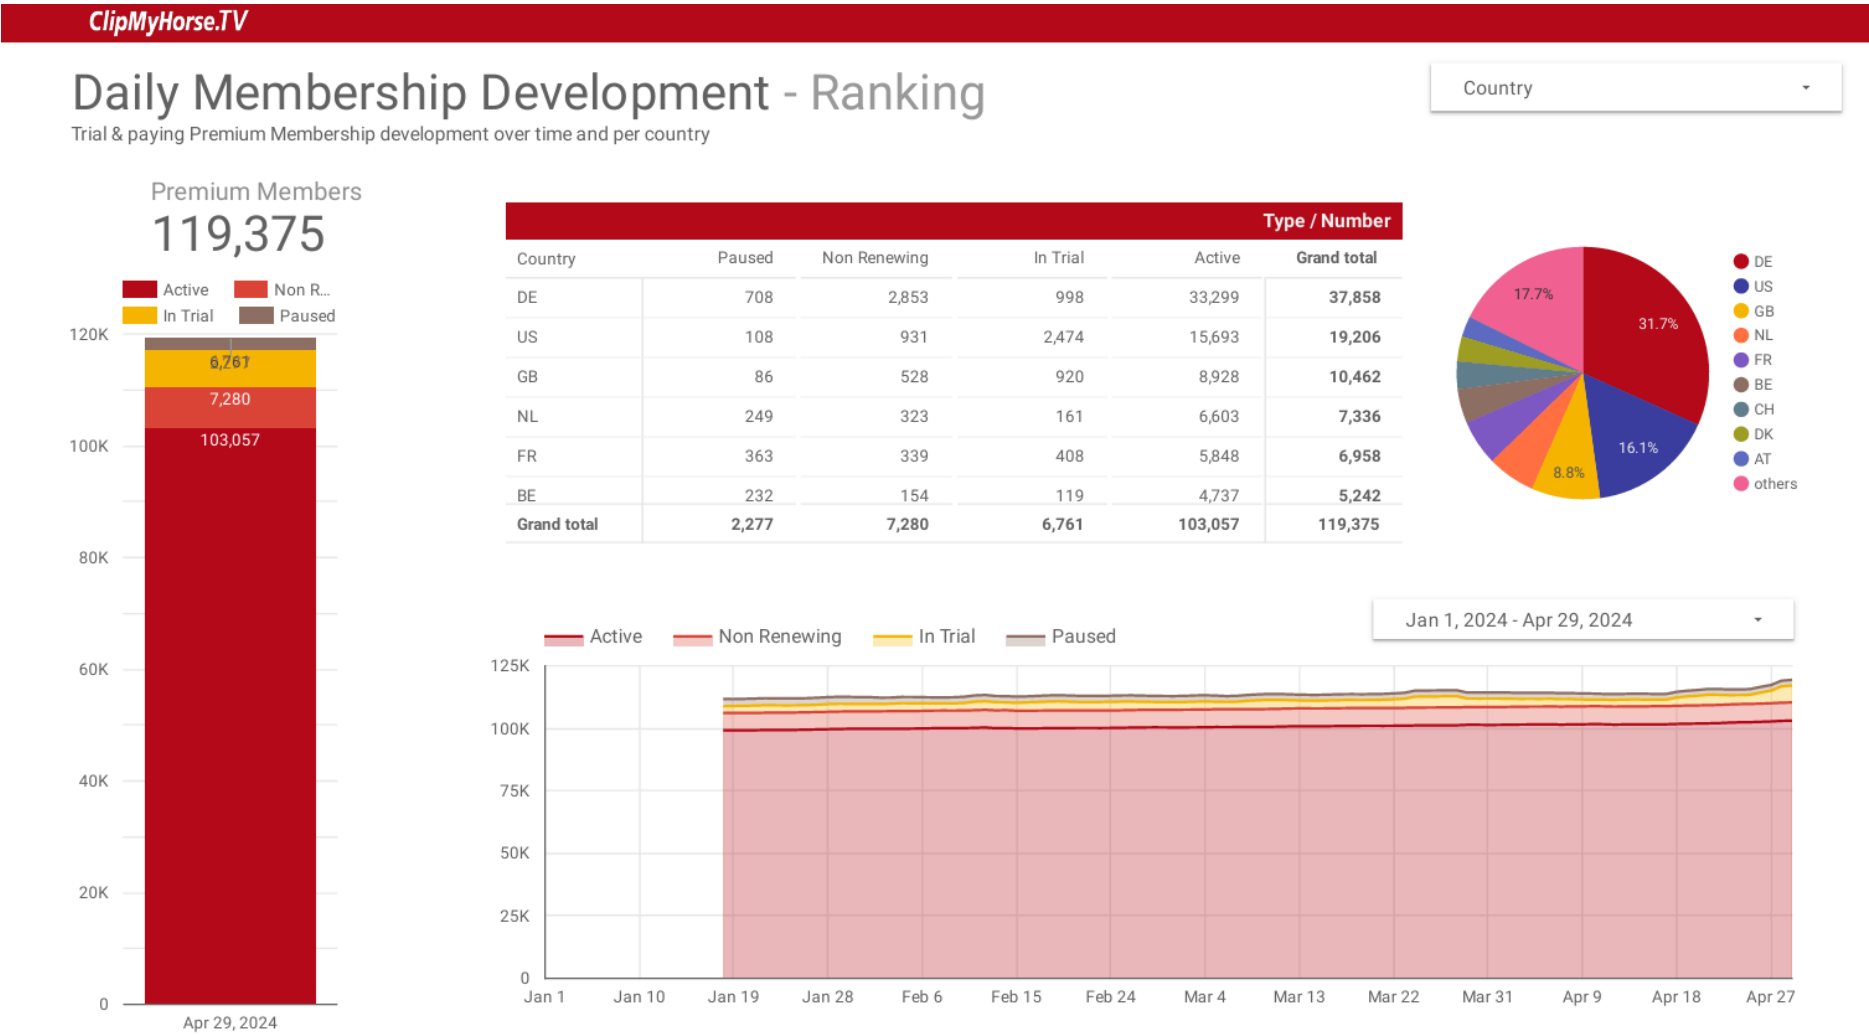 ClipMyHorse.TV
Daily Membership Development - Ranking
Trial & paying Premium Membership development over time and per country
Country
Premium Members
119,375
Active
Non R...
In Trial
Paused
120K
100K
80K
60K
40K
20K
0
6,761
7,280
103,057
Apr 29, 2024
Type / Number
Country Paused Non Renewing In Trial Active Grand total
DE 708 2,853 998 33,299 37,858
US 108 931 2,474 15,693 19,206
GB 86 528 920 8,928 10,462
NL 249 323 161 6,603 7,336
FR 363 339 408 5,848 6,958
BE 232 154 119 4,737 5,242
Grand total 2,277 7,280 6,761 103,057 119,375
17.7%
31.7%
16.1%
8.8%
DE
US
GB
NL
FR
BE
CH
DK
AT
others
Jan 1, 2024 - Apr 29, 2024
Active Non Renewing In Trial Paused
125K
100K
75K
50K
25K
0
Jan 1 Jan 10 Jan 19 Jan 28 Feb 6 Feb 15 Feb 24 Mar 4 Mar 13 Mar 22 Mar 31 Apr 9 Apr 18 Apr 27